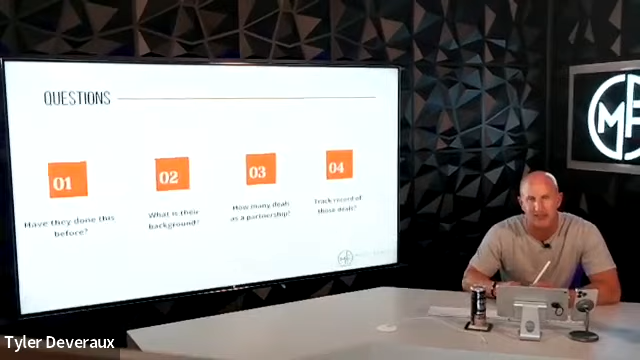 QUESTIONS
01
02
03
04
Have they done this
before?
What is their
background?
How many deals
as a partnership?
Track record of
those deals?
MF
Tyler Deveraux